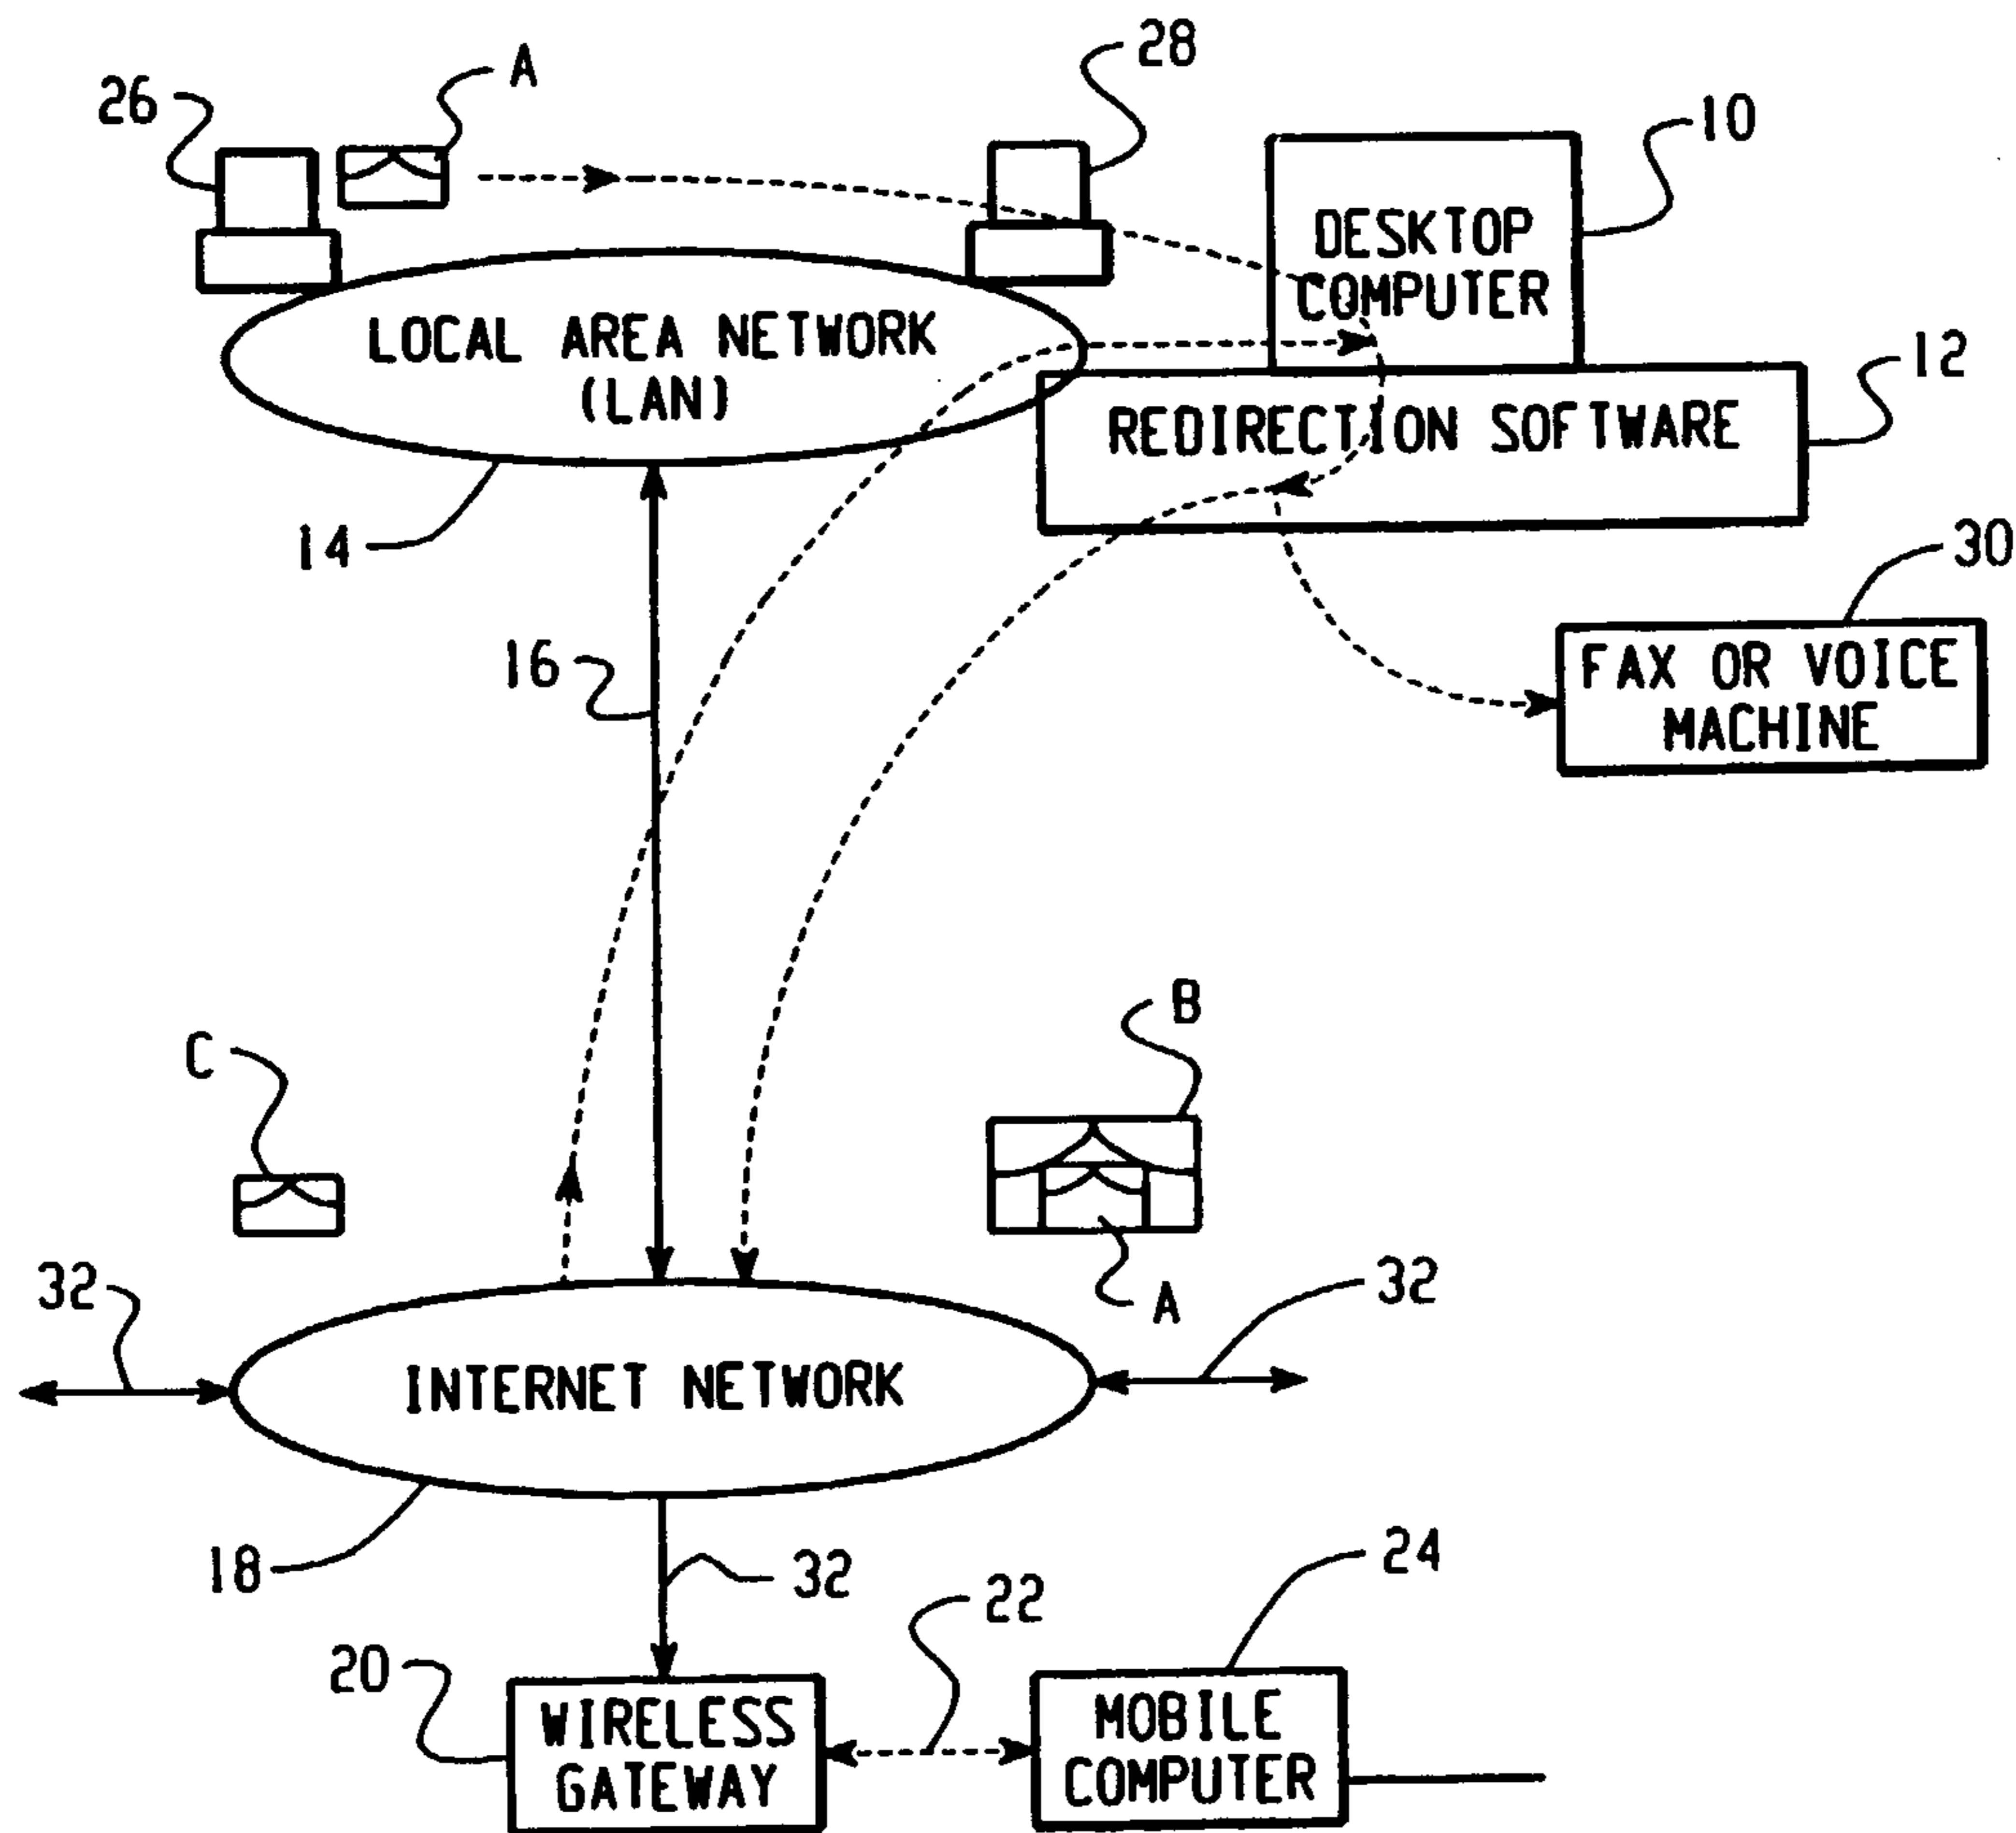 28
A
26
10
DESKTOP
COMPUTER
LOCAL AREA NETWORK
(LAN)
12
REDIRECTION SOFTWARE
14
30
16
FAX OR VOICE
MACHINE
B
C
32
A
32
INTERNET NETWORK
18
32
24
22
20
WIRELESS
GATEWAY
MOBILE
COMPUTER